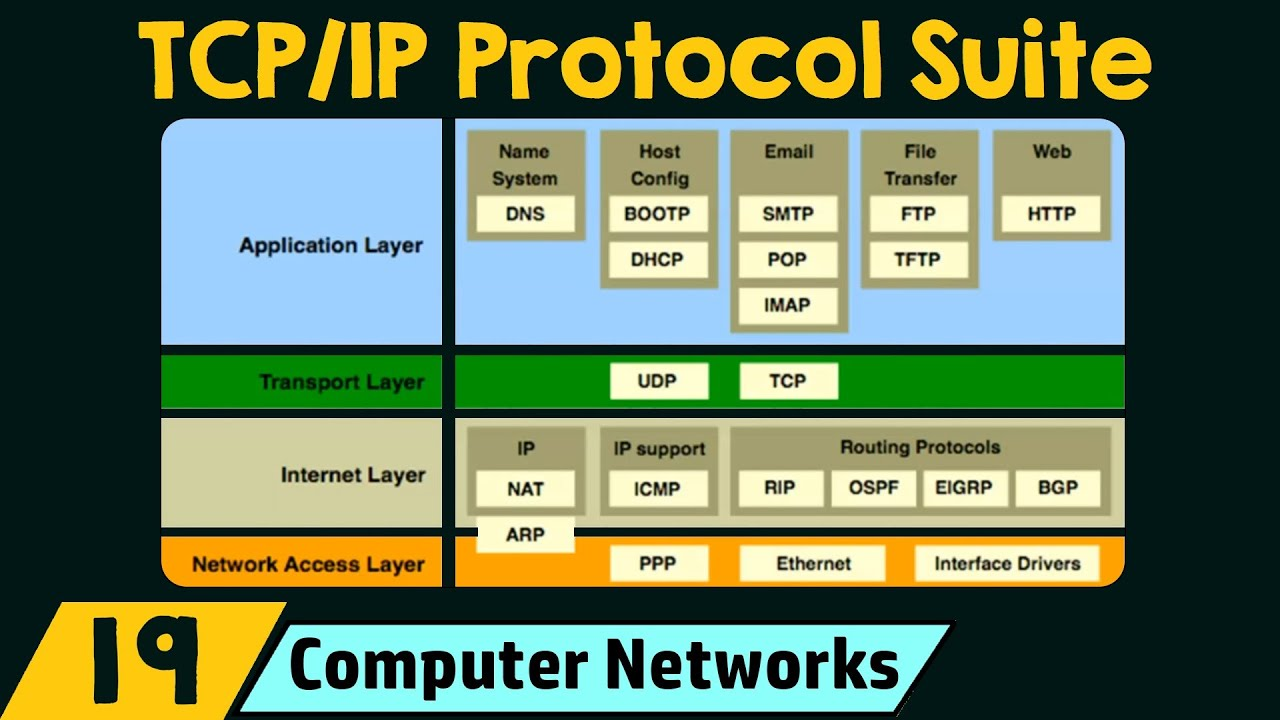 TCP/IP Protocol Suite
Application Layer
Name
System
DNS
Host
Config
BOOTP
DHCP
Email
SMTP
POP
IMAP
File
Transfer
FTP
TFTP
Web
HTTP
Transport Layer
UDP
TCP
Internet Layer
IP
NAT
ARP
IP support
ICMP
Routing Protocols
RIP
OSPF
EIGRP
BGP
Network Access Layer
PPP
Ethernet
Interface Drivers
19
Computer Networks